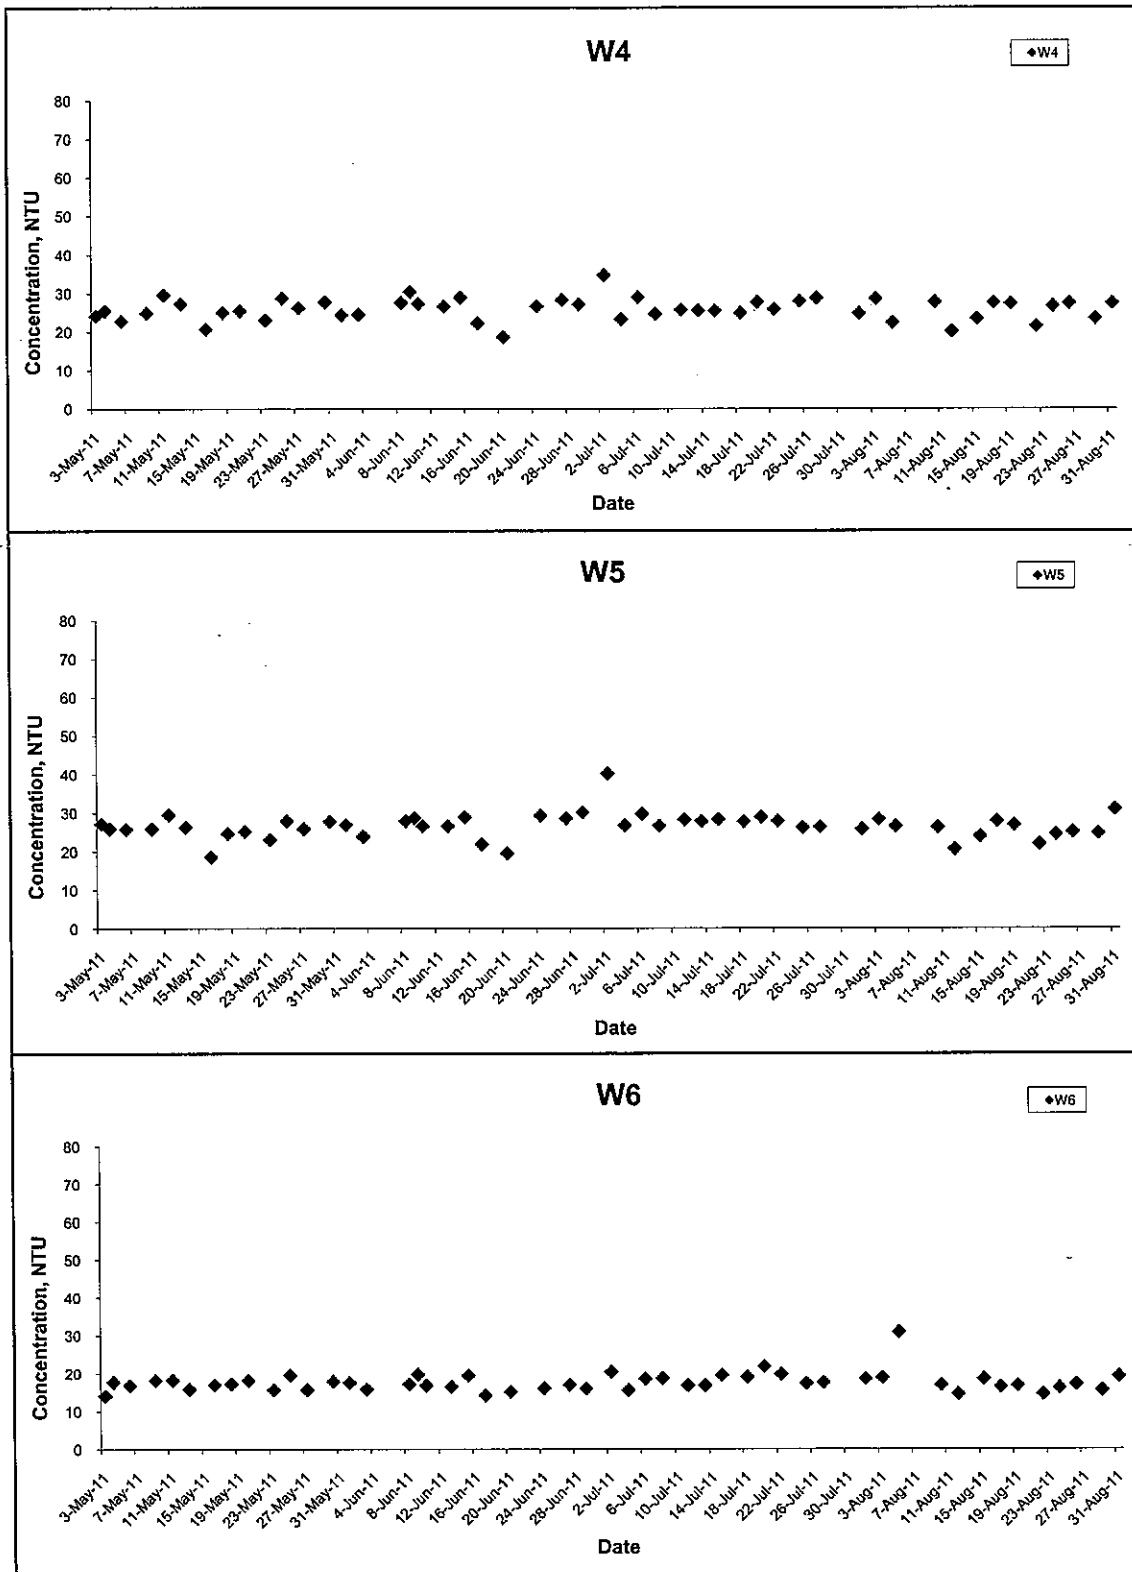 W4
◆W4
80
70
60
50
40
30
20
10
0
Concentration, NTU
3-May-11
7-May-11
11-May-11
15-May-11
19-May-11
23-May-11
27-May-11
31-May-11
4-Jun-11
8-Jun-11
12-Jun-11
16-Jun-11
20-Jun-11
24-Jun-11
28-Jun-11
2-Jul-11
6-Jul-11
10-Jul-11
14-Jul-11
18-Jul-11
22-Jul-11
26-Jul-11
30-Jul-11
3-Aug-11
7-Aug-11
11-Aug-11
15-Aug-11
19-Aug-11
23-Aug-11
27-Aug-11
31-Aug-11
Date
W5
◆W5
80
70
60
50
40
30
20
10
0
Concentration, NTU
3-May-11
7-May-11
11-May-11
15-May-11
19-May-11
23-May-11
27-May-11
31-May-11
4-Jun-11
8-Jun-11
12-Jun-11
16-Jun-11
20-Jun-11
24-Jun-11
28-Jun-11
2-Jul-11
6-Jul-11
10-Jul-11
14-Jul-11
18-Jul-11
22-Jul-11
26-Jul-11
30-Jul-11
3-Aug-11
7-Aug-11
11-Aug-11
15-Aug-11
19-Aug-11
23-Aug-11
27-Aug-11
31-Aug-11
Date
W6
◆W6
80
70
60
50
40
30
20
10
0
Concentration, NTU
3-May-11
7-May-11
11-May-11
15-May-11
19-May-11
23-May-11
27-May-11
31-May-11
4-Jun-11
8-Jun-11
12-Jun-11
16-Jun-11
20-Jun-11
24-Jun-11
28-Jun-11
2-Jul-11
6-Jul-11
10-Jul-11
14-Jul-11
18-Jul-11
22-Jul-11
26-Jul-11
30-Jul-11
3-Aug-11
7-Aug-11
11-Aug-11
15-Aug-11
19-Aug-11
23-Aug-11
27-Aug-11
31-Aug-11
Date